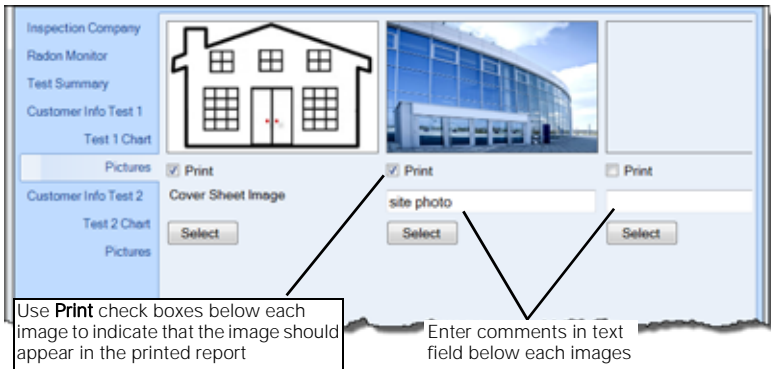 Inspection Company
Radon Monitor
Test Summary
Customer Info Test 1
Test 1 Chart
Pictures
Customer Info Test 2
Test 2 Chart
Pictures
Print
Cover Sheet Image
Select
Print
site photo
Select
Print
Select
Use Print check boxes below each
image to indicate that the image should
appear in the printed report
Enter comments in text
field below each images